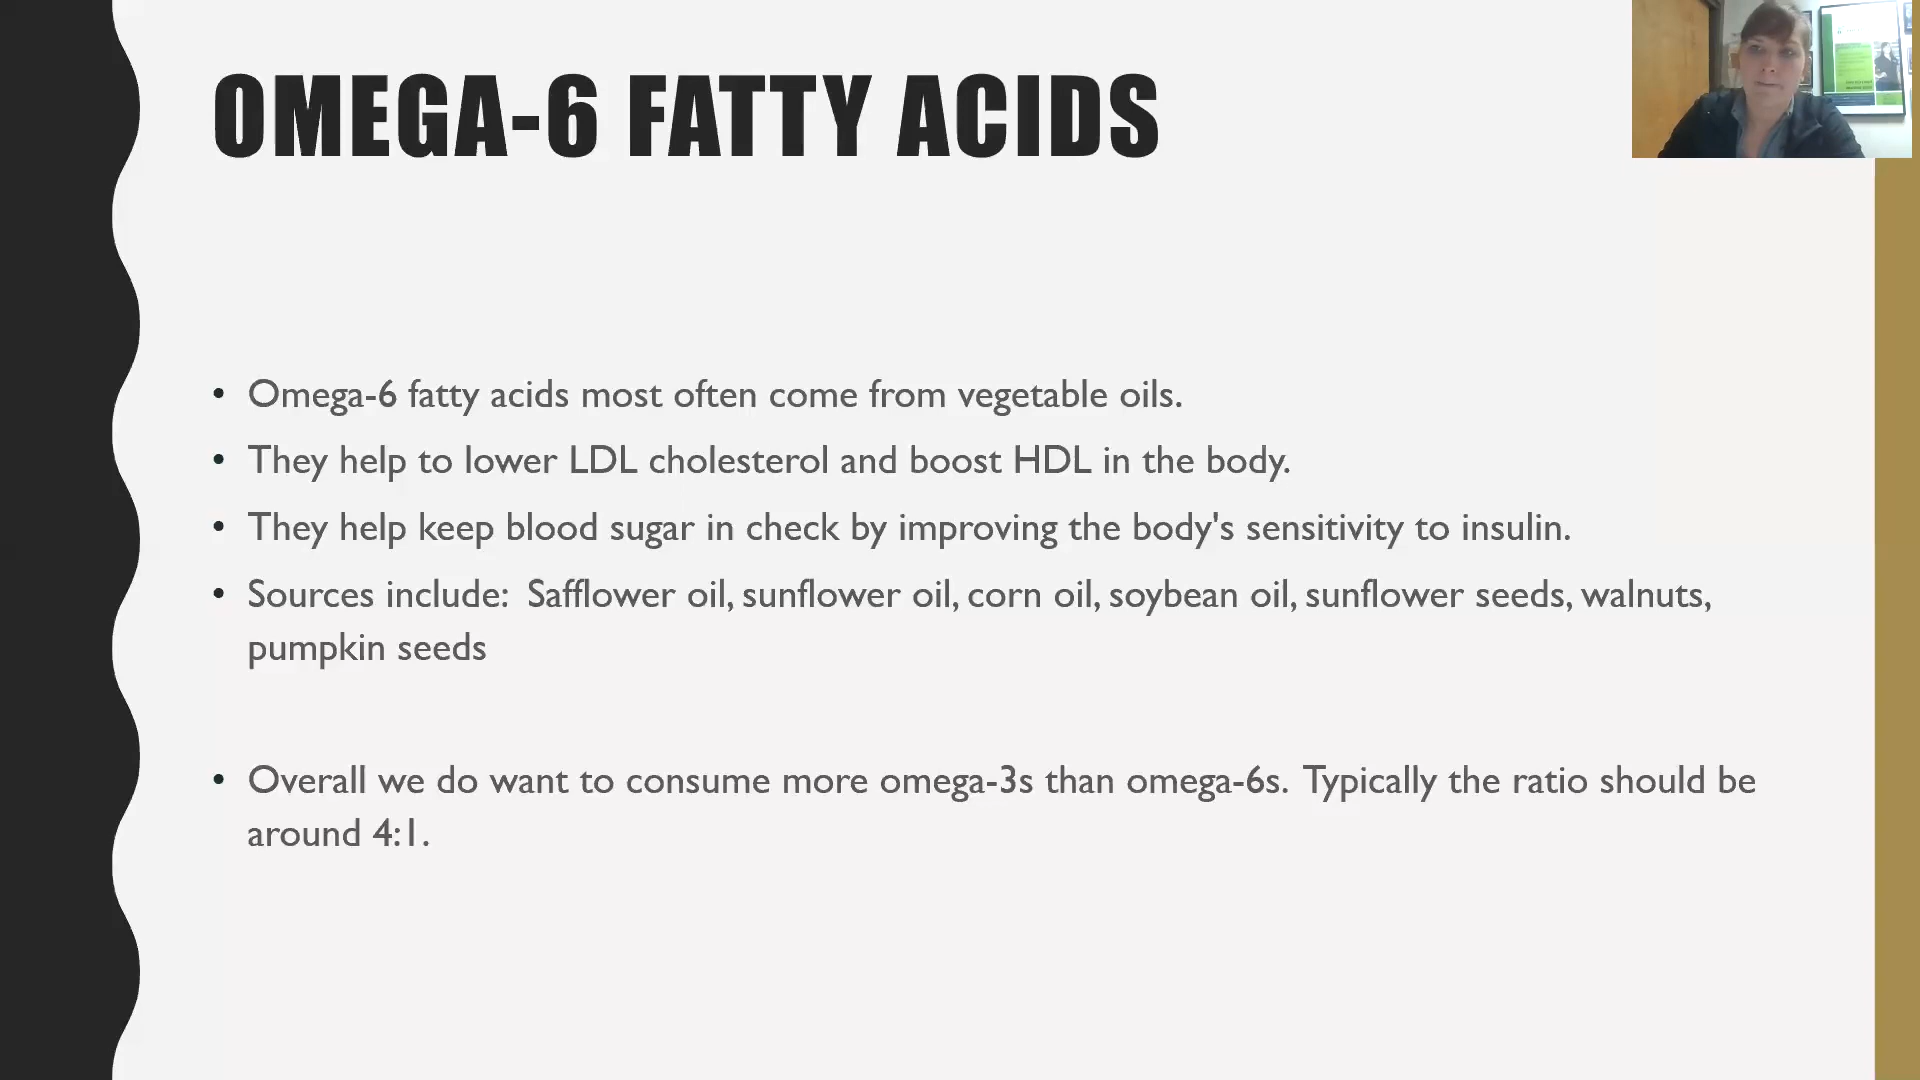 OMEGA-6 FATTY ACIDS
• Omega-6 fatty acids most often come from vegetable oils.
• They help to lower LDL cholesterol and boost HDL in the body.
• They help keep blood sugar in check by improving the body's sensitivity to insulin.
• Sources include:  Safflower oil, sunflower oil, corn oil, soybean oil, sunflower seeds, walnuts,
pumpkin seeds
• Overall we do want to consume more omega-3s than omega-6s.  Typically the ratio should be
around 4:1.